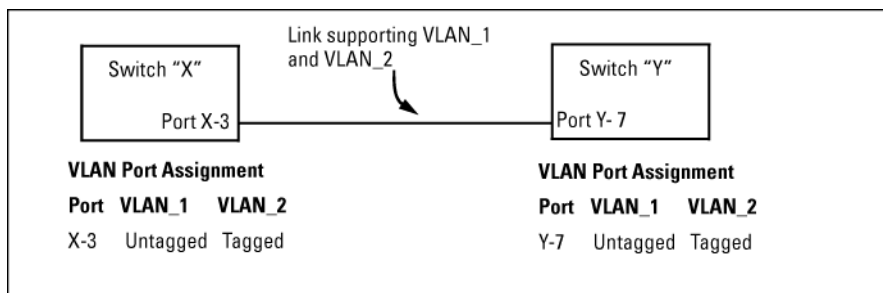 Link supporting VLAN_1
and VLAN_2
Switch “X”
Switch “Y”
Port X-3
Port Y- 7
VLAN Port Assignment
Port VLAN_1 VLAN_2
X-3 Untagged Tagged
VLAN Port Assignment
Port VLAN_1 VLAN_2
Y-7 Untagged Tagged